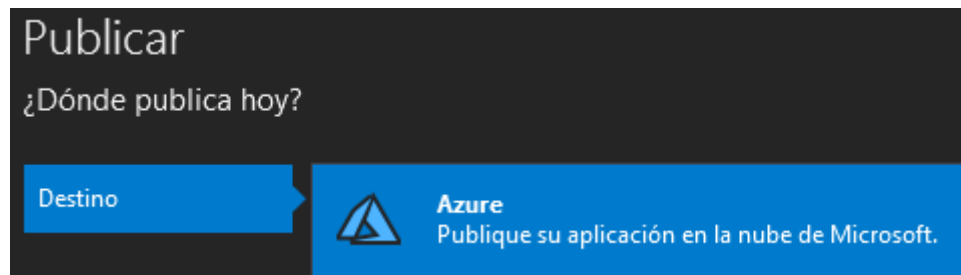 Publicar
¿Dónde publica hoy?
Destino
Azure
Publique su aplicación en la nube de Microsoft.